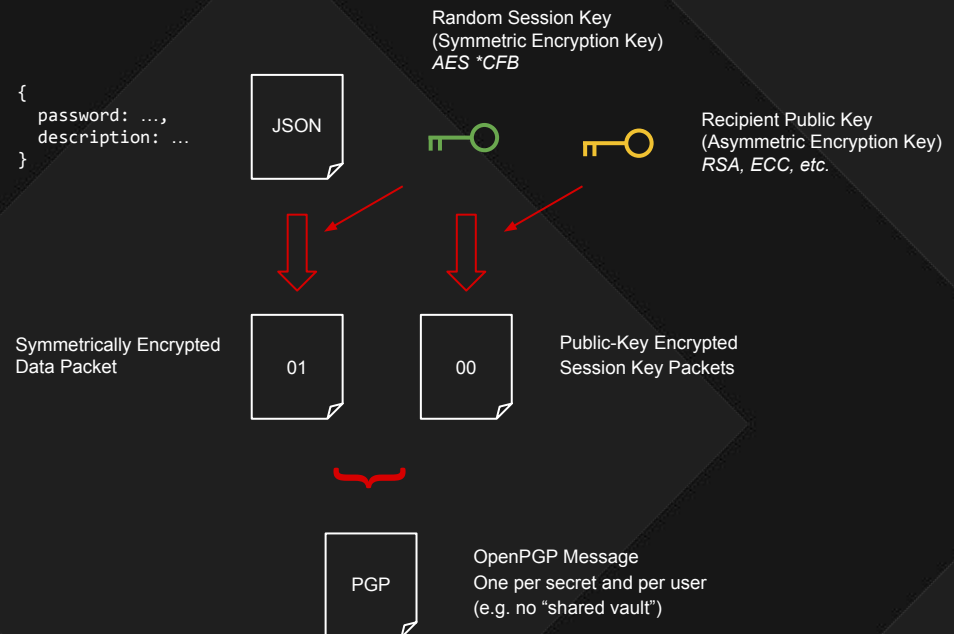 Random Session Key
(Symmetric Encryption Key)
AES *CFB
{
password: …,
description: …
}
JSON
Recipient Public Key
(Asymmetric Encryption Key)
RSA, ECC, etc.
Symmetrically Encrypted
Data Packet
01
00
Public-Key Encrypted
Session Key Packets
PGP
OpenPGP Message
One per secret and per user
(e.g. no “shared vault”)